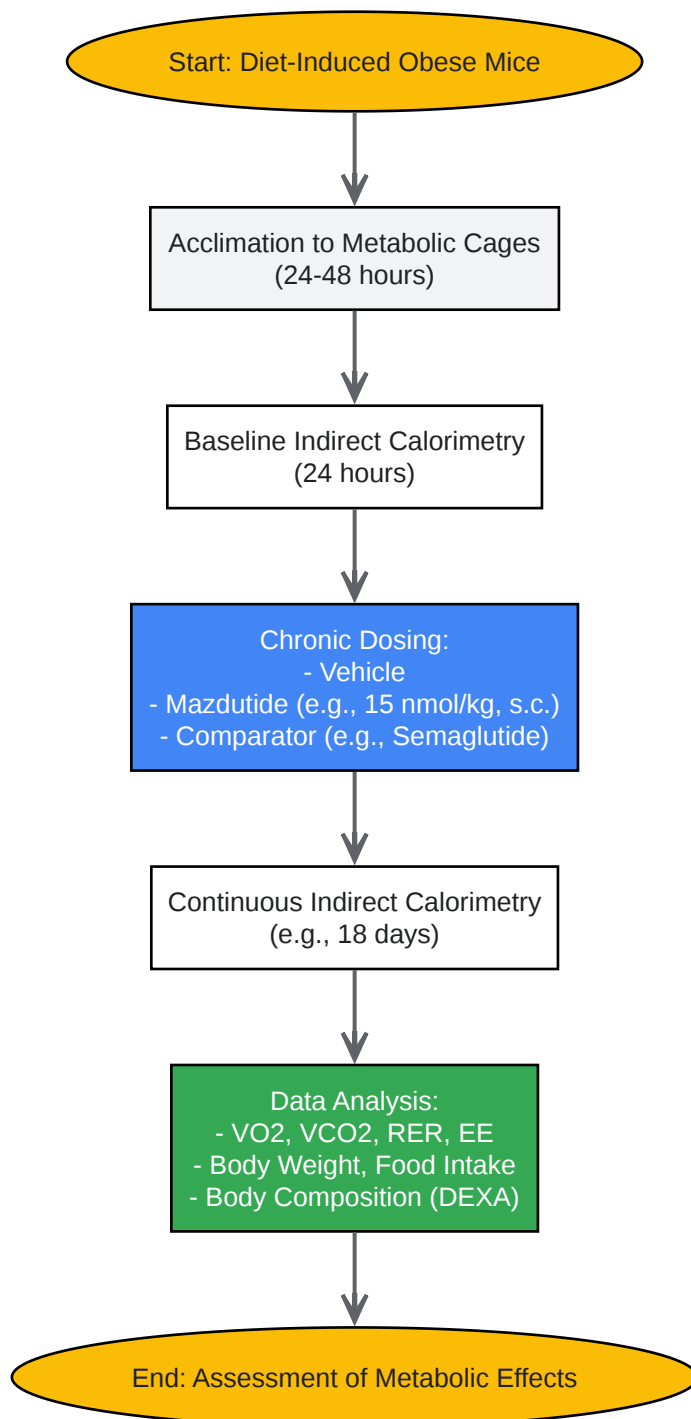 Start: Diet-Induced Obese Mice
Acclimation to Metabolic Cages
(24-48 hours)
Baseline Indirect Calorimetry
(24 hours)
Chronic Dosing:
- Vehicle
- Mazdutide (e.g., 15 nmol/kg, s.c.)
- Comparator (e.g., Semaglutide)
Continuous Indirect Calorimetry
(e.g., 18 days)
Data Analysis:
- VO2, VCO2, RER, EE
- Body Weight, Food Intake
- Body Composition (DEXA)
End: Assessment of Metabolic Effects